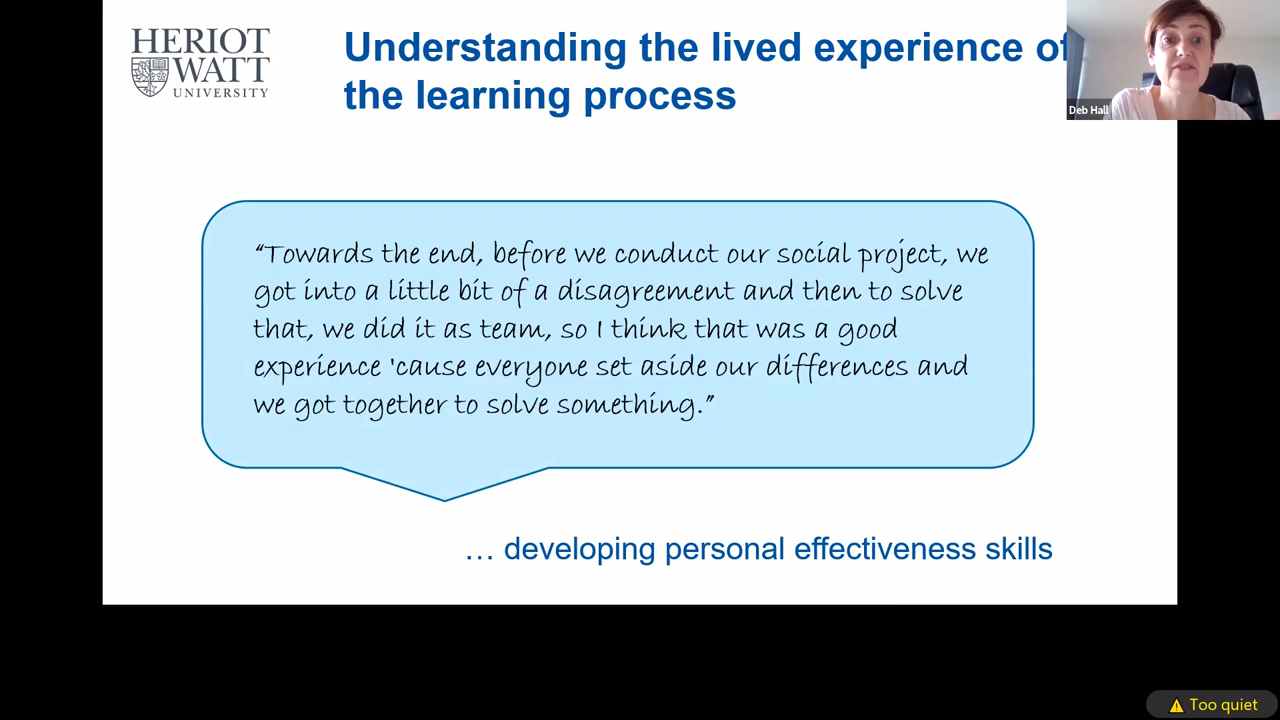 HERIOT
WATT
UNIVERSITY
Understanding the lived experience of
the learning process
Deb Hall
“Towards the end, before we conduct our social project, we
got into a little bit of a disagreement and then to solve
that, we did it as team, so I think that was a good
experience 'cause everyone set aside our differences and
we got together to solve something.”
… developing personal effectiveness skills
Too quiet